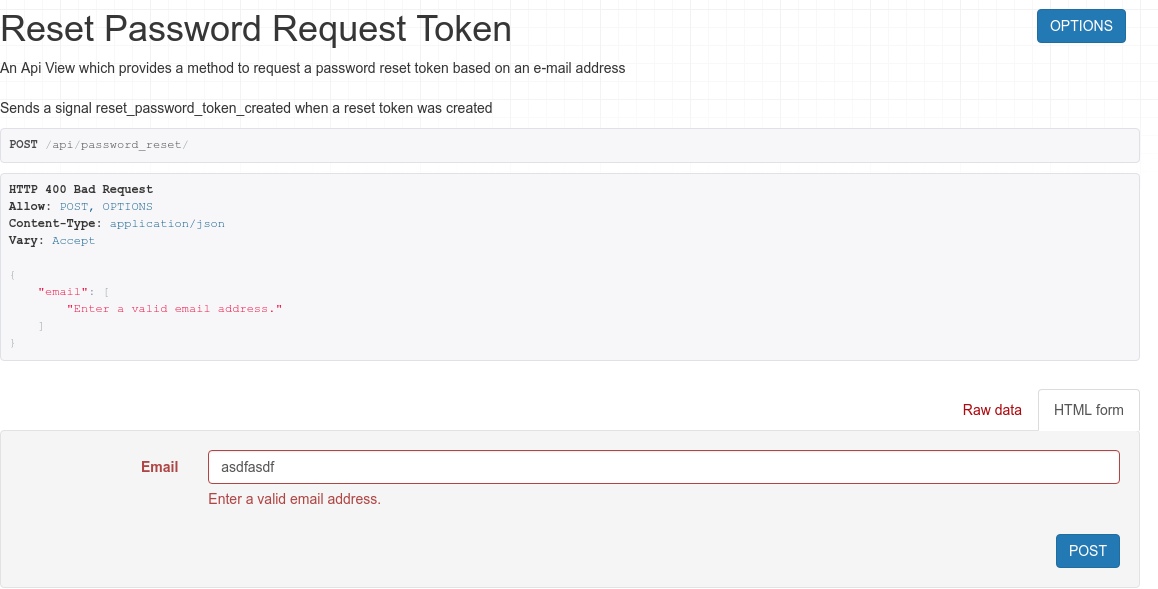 Reset Password Request Token
OPTIONS
An Api View which provides a method to request a password reset token based on an e-mail address
Sends a signal reset_password_token_created when a reset token was created
POST /api/password_reset/
HTTP 400 Bad Request
Allow: POST, OPTIONS
Content-Type: application/json
Vary: Accept
{
    "email": [
        "Enter a valid email address."
    ]
}
Raw data
HTML form
Email
asdfasdf
Enter a valid email address.
POST